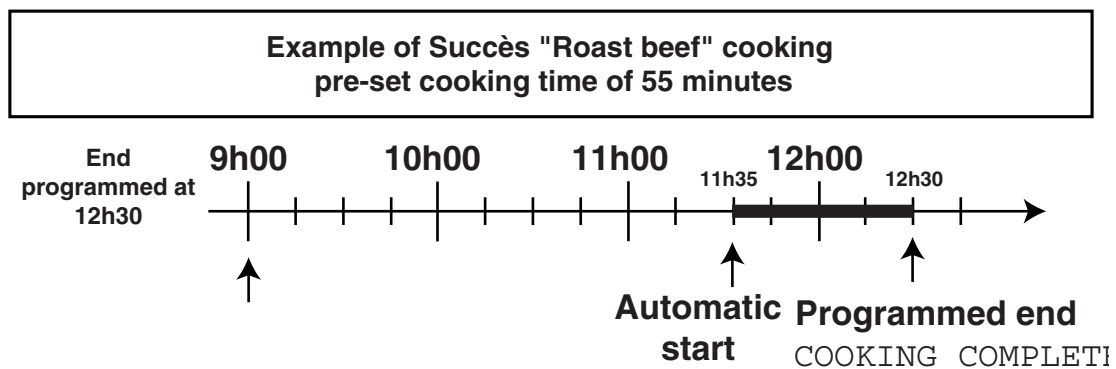 Example of Succès "Roast beef" cooking
pre-set cooking time of 55 minutes
End
programmed at
12h30
9h00
10h00
11h00
12h00
11h35
12h30
Automatic
start
Programmed end
COOKING COMPLETE